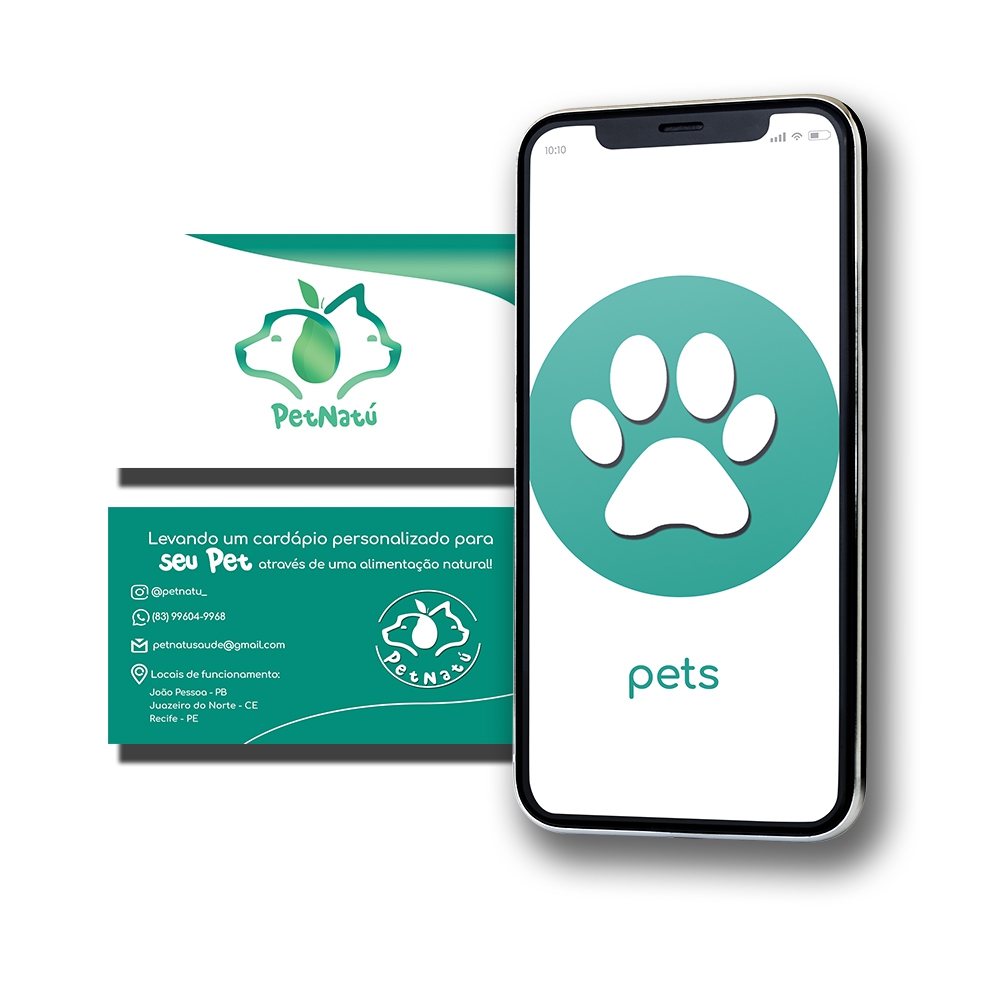 PetNatú
Levando um cardápio personalizado para
seu Pet através de uma alimentação natural!
@petnatu_
(83) 99604-9968
petnatusaude@gmail.com
Locais de funcionamento:
João Pessoa - PB
Juazeiro do Norte - CE
Recife - PE
PetNatú
10:10
pets